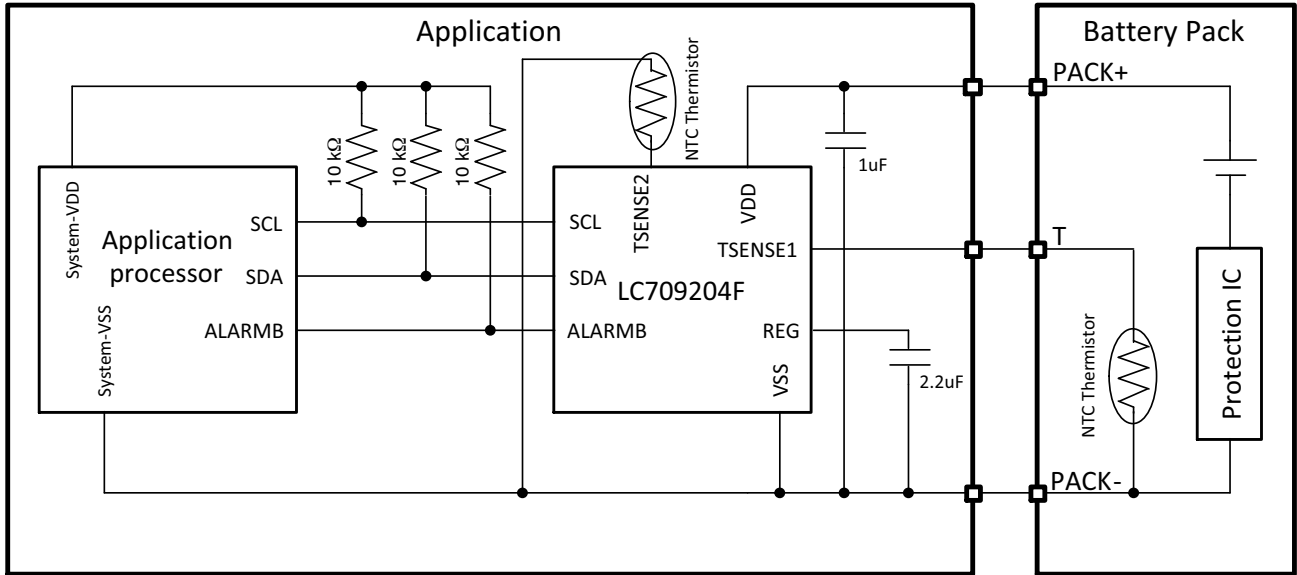 Application
Battery Pack
PACK+
NTC Thermistor
10 kΩ
10 kΩ
10 kΩ
1uF
System-VDD
SCL
SCL
TSENSE2
VDD
Application
processor
TSENSE1
T
SDA
SDA
LC709204F
ALARMB
ALARMB
REG
System-VSS
VSS
2.2uF
NTC Thermistor
Protection IC
PACK-